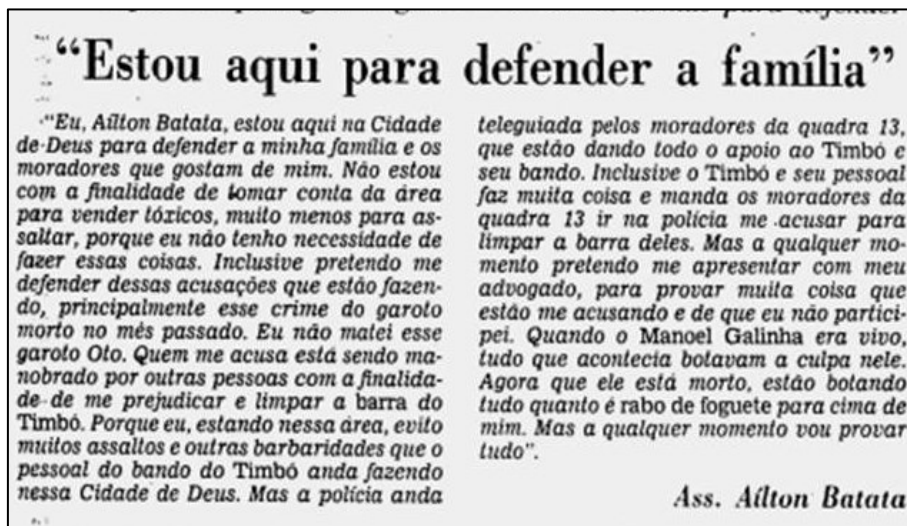 para defender
“Estou aqui para defender a família”
“Eu, Aílton Batata, estou aqui na Cidade
de Deus para defender a minha família e os
moradores que gostam de mim. Não estou
com a finalidade de tomar conta da área
para vender tóxicos, muito menos para as-
saltar, porque eu não tenho necessidade de
fazer essas coisas. Inclusive pretendo me
defender dessas acusações que estão fazen-
do, principalmente esse crime do garoto
morto no mês passado. Eu não matei esse
garoto Oto. Quem me acusa está sendo ma-
nobrado por outras pessoas com a finalida-
de de me prejudicar e limpar a barra do
Timbó. Porque eu, estando nessa área, evito
muitos assaltos e outras barbaridades que o
pessoal do bando do Timbó anda fazendo
nessa Cidade de Deus. Mas a polícia anda
teleguiada pelos moradores da quadra 13,
que estão dando todo o apoio ao Timbó e
seu bando. Inclusive o Timbó e seu pessoal
faz muita coisa e manda os moradores da
quadra 13 ir na polícia me acusar para
limpar a barra deles. Mas a qualquer mo-
mento pretendo me apresentar com meu
advogado, para provar muita coisa que
estão me acusando e de que eu não partici-
pei. Quando o Manoel Galinha era vivo,
tudo que acontecia botavam a culpa nele.
Agora que ele está morto, estão botando
tudo quanto é rabo de foguete para cima de
mim. Mas a qualquer momento vou provar
tudo”.
Ass. Aílton Batata